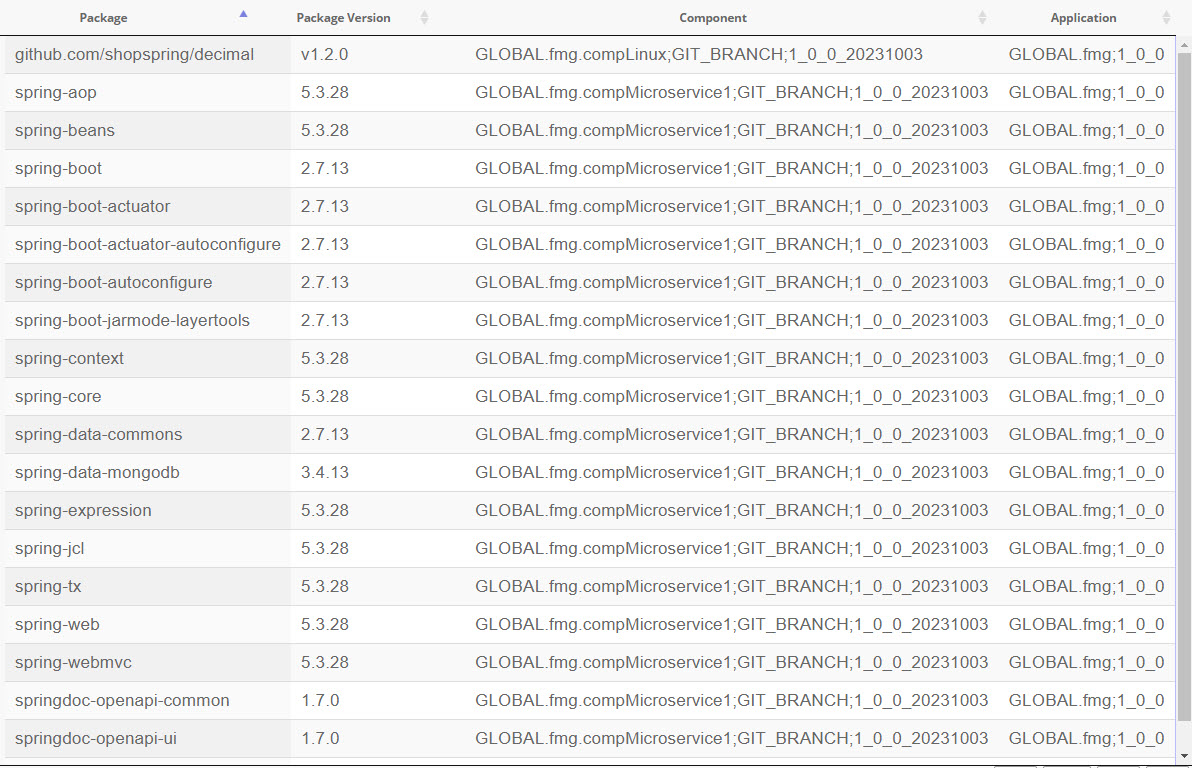 Package Package Version Component Application
github.com/shopspring/decimal v1.2.0 GLOBAL.fmg.compLinux;GIT_BRANCH;1_0_0_20231003 GLOBAL.fmg;1_0_0
spring-aop 5.3.28 GLOBAL.fmg.compMicroservice1;GIT_BRANCH;1_0_0_20231003 GLOBAL.fmg;1_0_0
spring-beans 5.3.28 GLOBAL.fmg.compMicroservice1;GIT_BRANCH;1_0_0_20231003 GLOBAL.fmg;1_0_0
spring-boot 2.7.13 GLOBAL.fmg.compMicroservice1;GIT_BRANCH;1_0_0_20231003 GLOBAL.fmg;1_0_0
spring-boot-actuator 2.7.13 GLOBAL.fmg.compMicroservice1;GIT_BRANCH;1_0_0_20231003 GLOBAL.fmg;1_0_0
spring-boot-actuator-autoconfigure 2.7.13 GLOBAL.fmg.compMicroservice1;GIT_BRANCH;1_0_0_20231003 GLOBAL.fmg;1_0_0
spring-boot-autoconfigure 2.7.13 GLOBAL.fmg.compMicroservice1;GIT_BRANCH;1_0_0_20231003 GLOBAL.fmg;1_0_0
spring-boot-jarmode-layertools 2.7.13 GLOBAL.fmg.compMicroservice1;GIT_BRANCH;1_0_0_20231003 GLOBAL.fmg;1_0_0
spring-context 5.3.28 GLOBAL.fmg.compMicroservice1;GIT_BRANCH;1_0_0_20231003 GLOBAL.fmg;1_0_0
spring-core 5.3.28 GLOBAL.fmg.compMicroservice1;GIT_BRANCH;1_0_0_20231003 GLOBAL.fmg;1_0_0
spring-data-commons 2.7.13 GLOBAL.fmg.compMicroservice1;GIT_BRANCH;1_0_0_20231003 GLOBAL.fmg;1_0_0
spring-data-mongodb 3.4.13 GLOBAL.fmg.compMicroservice1;GIT_BRANCH;1_0_0_20231003 GLOBAL.fmg;1_0_0
spring-expression 5.3.28 GLOBAL.fmg.compMicroservice1;GIT_BRANCH;1_0_0_20231003 GLOBAL.fmg;1_0_0
spring-jcl 5.3.28 GLOBAL.fmg.compMicroservice1;GIT_BRANCH;1_0_0_20231003 GLOBAL.fmg;1_0_0
spring-tx 5.3.28 GLOBAL.fmg.compMicroservice1;GIT_BRANCH;1_0_0_20231003 GLOBAL.fmg;1_0_0
spring-web 5.3.28 GLOBAL.fmg.compMicroservice1;GIT_BRANCH;1_0_0_20231003 GLOBAL.fmg;1_0_0
spring-webmvc 5.3.28 GLOBAL.fmg.compMicroservice1;GIT_BRANCH;1_0_0_20231003 GLOBAL.fmg;1_0_0
springdoc-openapi-common 1.7.0 GLOBAL.fmg.compMicroservice1;GIT_BRANCH;1_0_0_20231003 GLOBAL.fmg;1_0_0
springdoc-openapi-ui 1.7.0 GLOBAL.fmg.compMicroservice1;GIT_BRANCH;1_0_0_20231003 GLOBAL.fmg;1_0_0